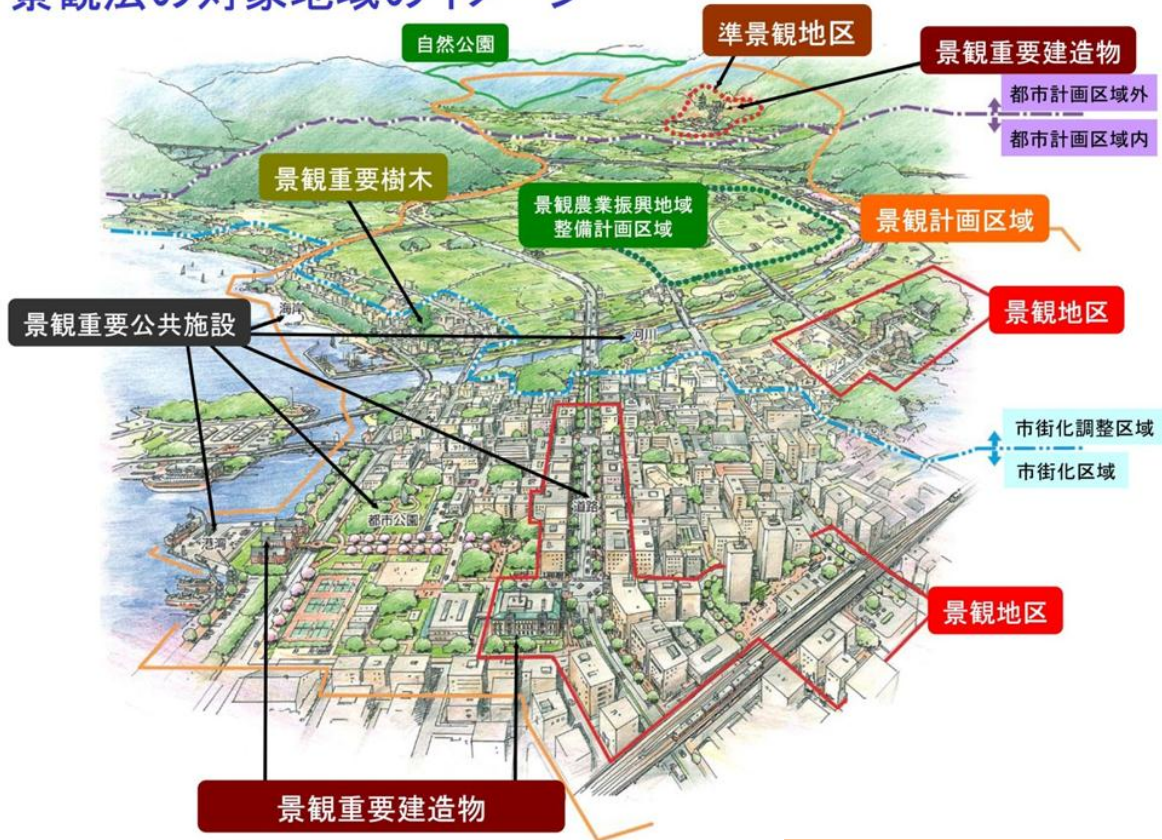 景観法の対象地域のイメージ
自然公園
準景観地区
景観重要建造物
都市計画区域外
都市計画区域内
景観重要樹木
景観農業振興地域
整備計画区域
景観計画区域
景観地区
景観重要公共施設
海岸
河川
市街化調整区域
市街化区域
道路
都市公園
港湾
景観地区
景観重要建造物